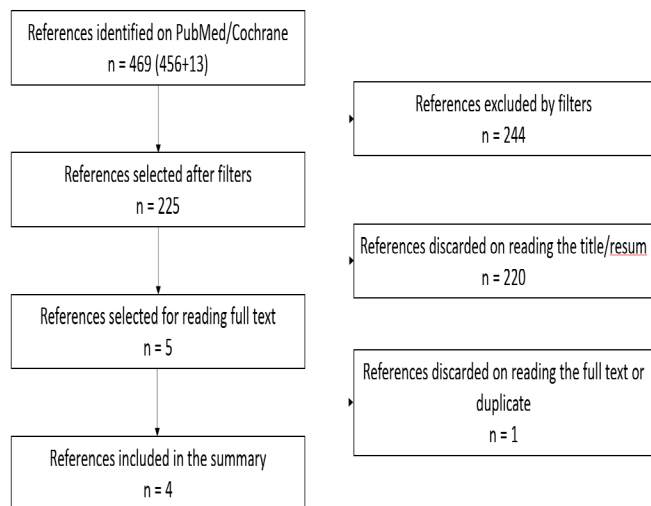 References identified on PubMed/Cochrane
n = 469 (456+13)
References excluded by filters
n = 244
References selected after filters
n = 225
References discarded on reading the title/resum
n = 220
References selected for reading full text
n = 5
References discarded on reading the full text or
duplicate
n = 1
References included in the summary
n = 4